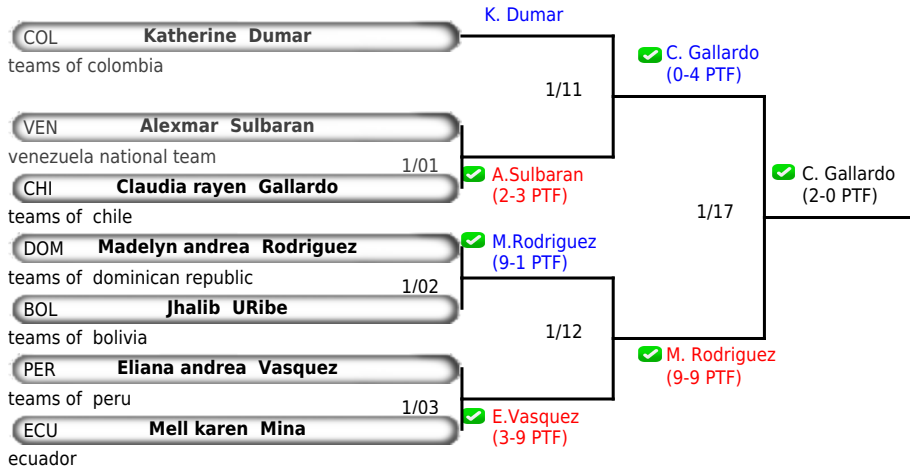 K. Dumar
COL Katherine Dumar
teams of colombia
C. Gallardo
(0-4 PTF)
1/11
VEN Alexmar Sulbaran
venezuela national team
1/01
A.Sulbaran
(2-3 PTF)
CHI Claudia rayen Gallardo
teams of chile
C. Gallardo
(2-0 PTF)
1/17
DOM Madelyn andrea Rodriguez
teams of dominican republic
M.Rodriguez
(9-1 PTF)
1/02
BOL Jhalib URibe
teams of bolivia
1/12
PER Eliana andrea Vasquez
teams of peru
M. Rodriguez
(9-9 PTF)
1/03
ECU Mell karen Mina
ecuador
E.Vasquez
(3-9 PTF)